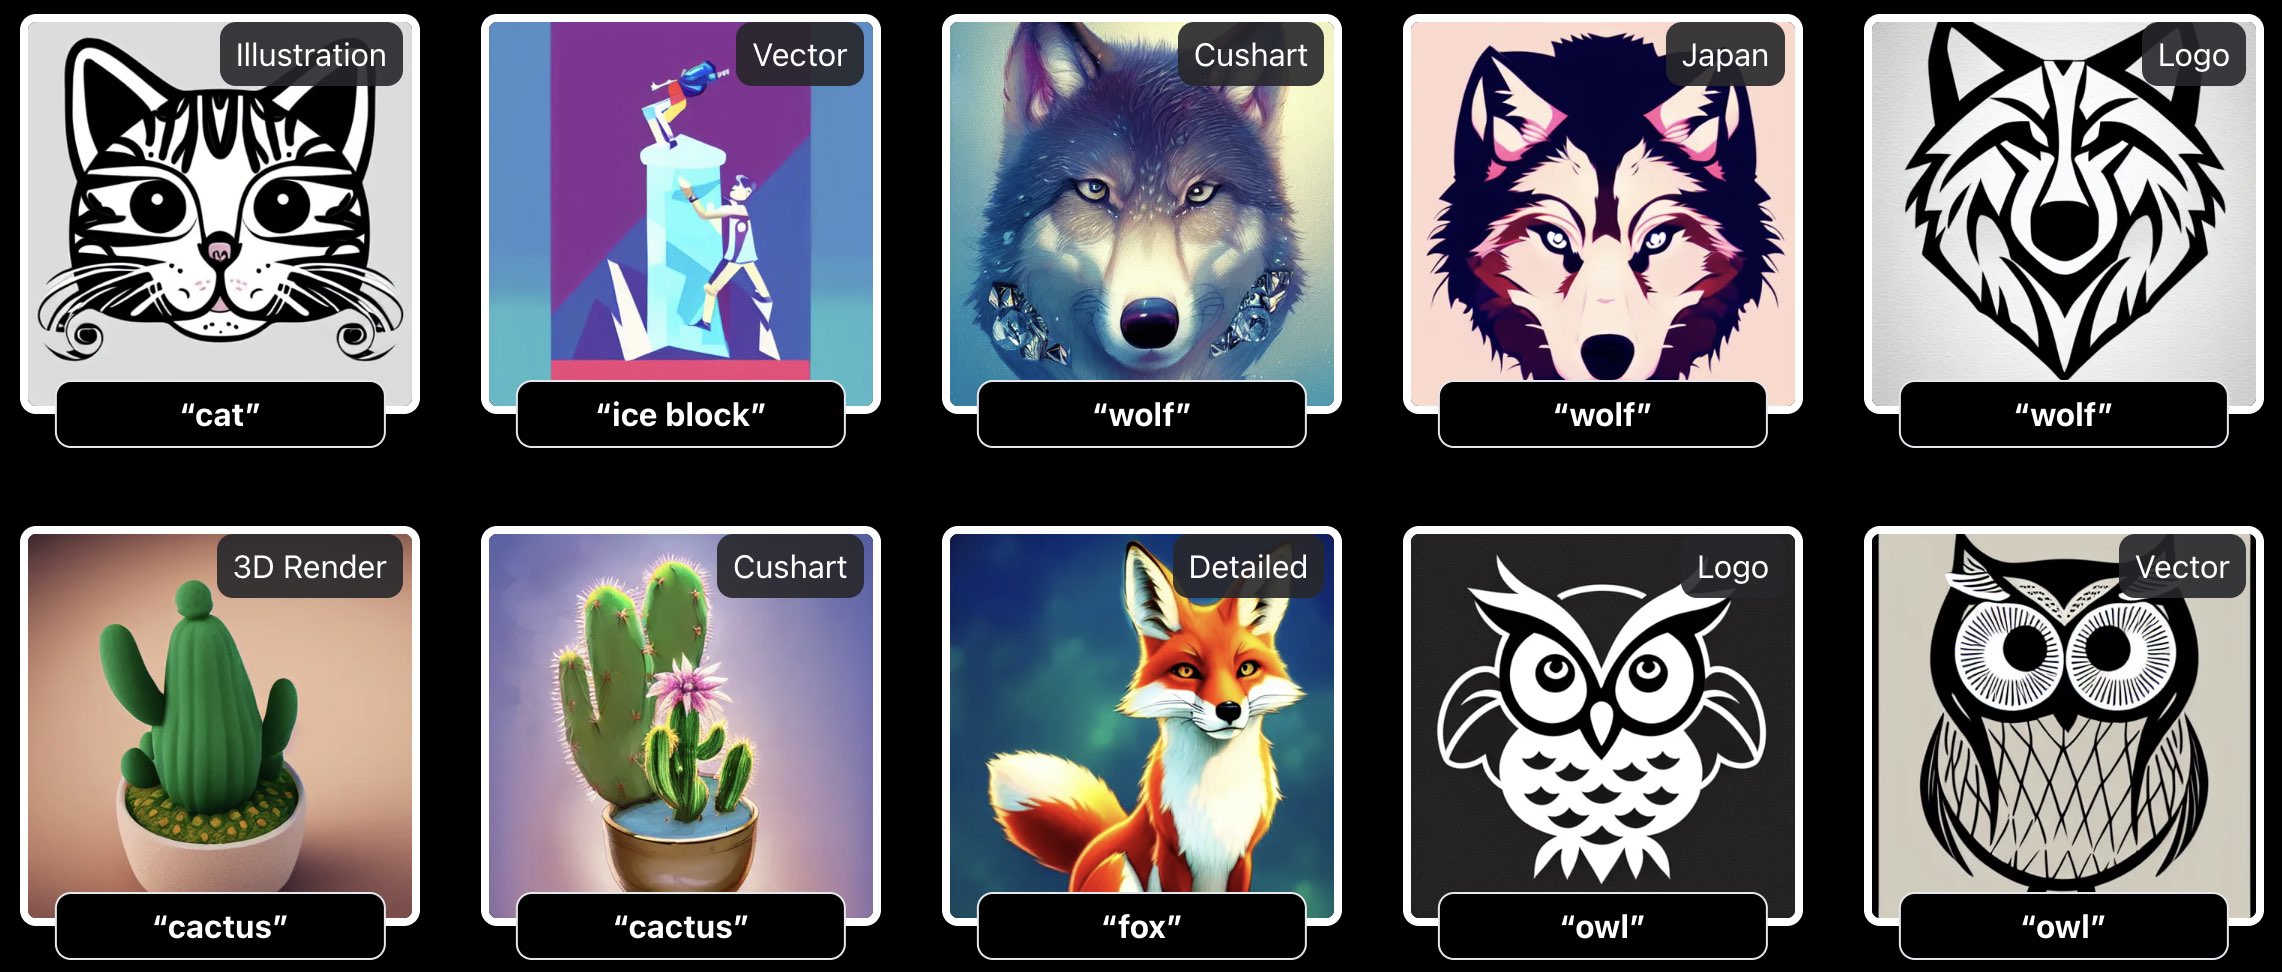 Illustration
Vector
Cushart
Japan
Logo
“cat”
“ice block”
“wolf”
“wolf”
“wolf”
3D Render
Cushart
Detailed
Logo
Vector
“cactus”
“cactus”
“fox”
“owl”
“owl”